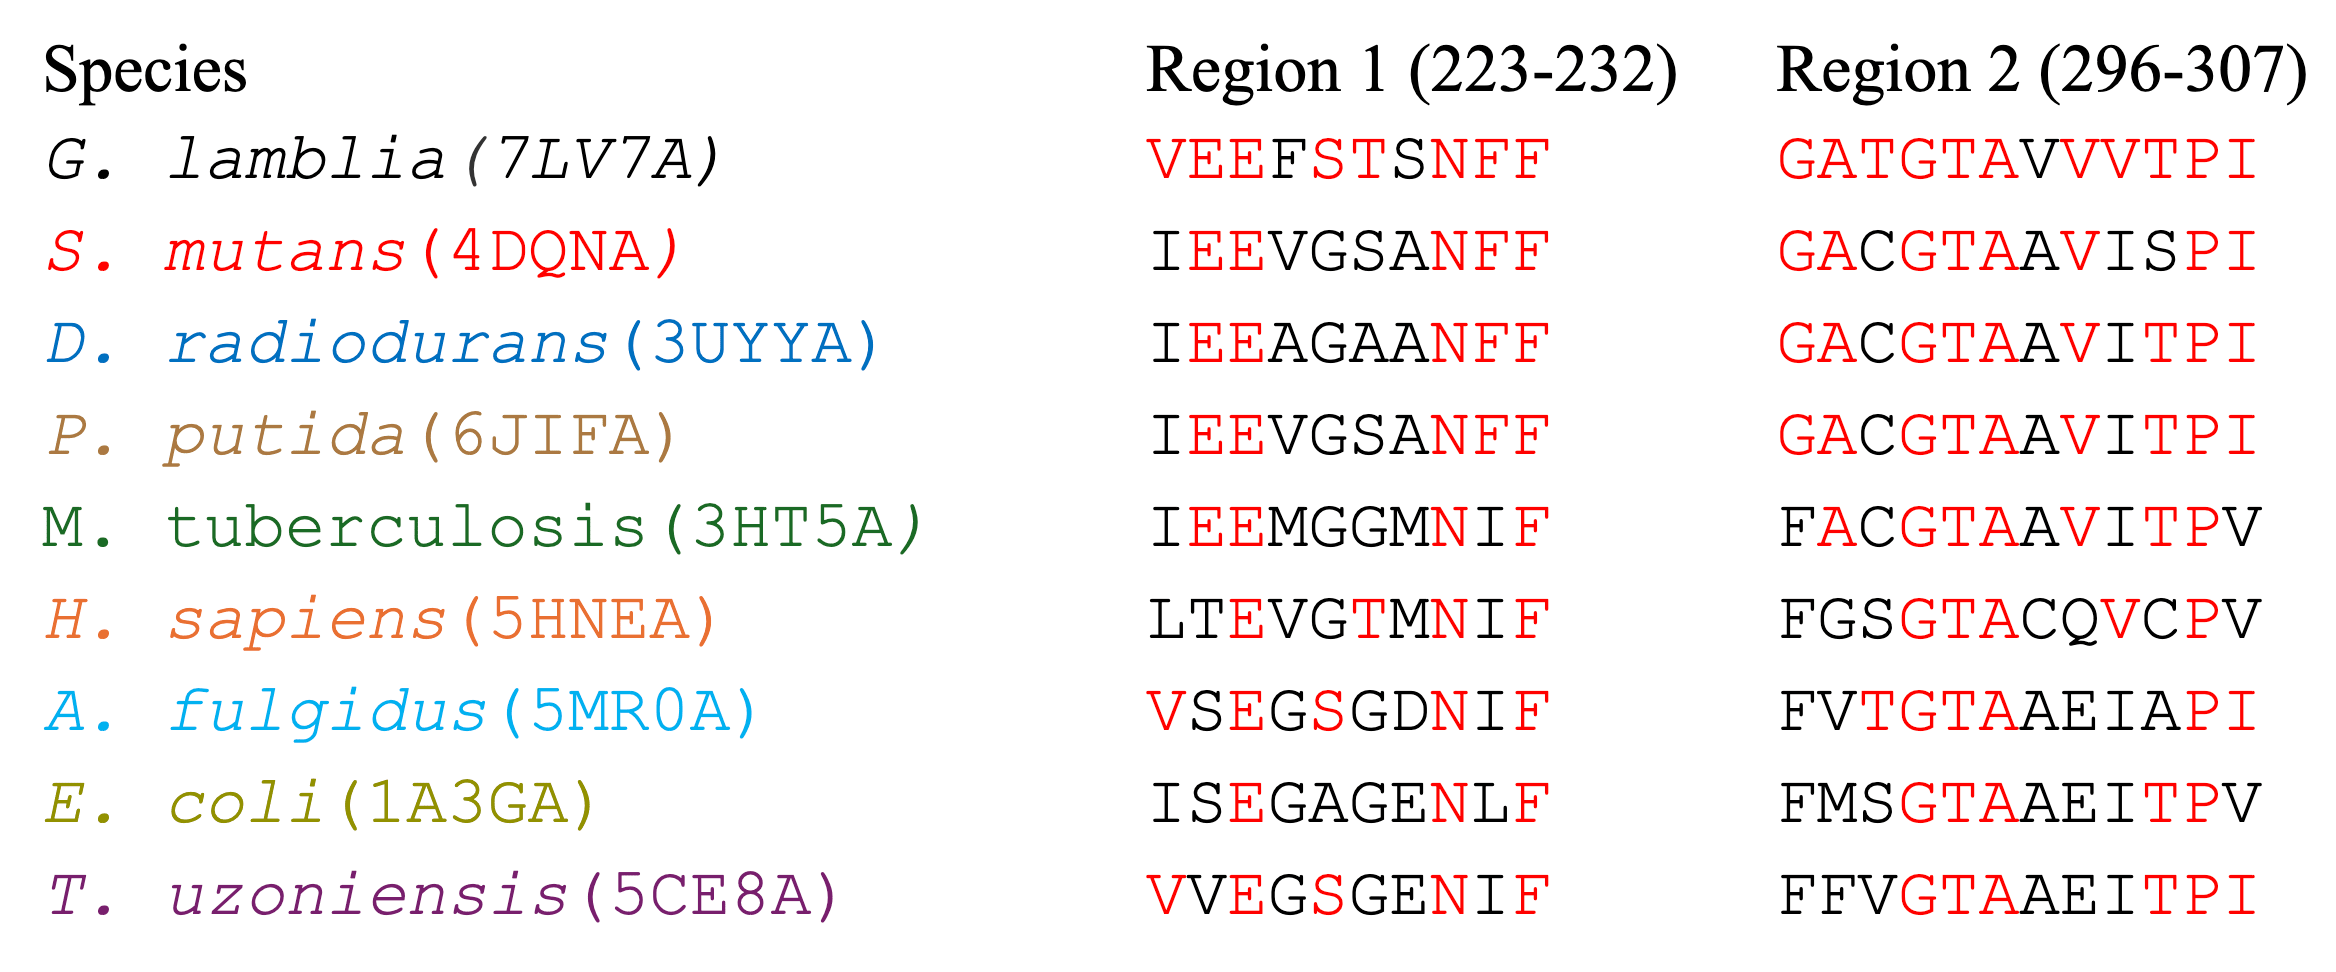 Species Region 1 (223-232) Region 2 (296-307)
G. lamblia(7LV7A) VEEFSTSNFF GATGTAVVVTPI
S. mutans(4DQNA) IEEVGSANFF GACGTAAVISPI
D. radiodurans(3UYYA) IEEAGAANFF GACGTAAVITPI
P. putida(6JIFA) IEEVGSANFF GACGTAAVITPI
M. tuberculosis(3HT5A) IEEMGGMNIF FACGTAAVITPV
H. sapiens(5HNEA) LTEVGTMNIF FGSGTACQVCPV
A. fulgidus(5MR0A) VSEGSGDNIF FVTGTAAEIAPI
E. coli(1A3GA) ISEGAGENLF FMSGTAAEITPV
T. uzoniensis(5CE8A) VVEGSGENIF FFVGTAAEITPI